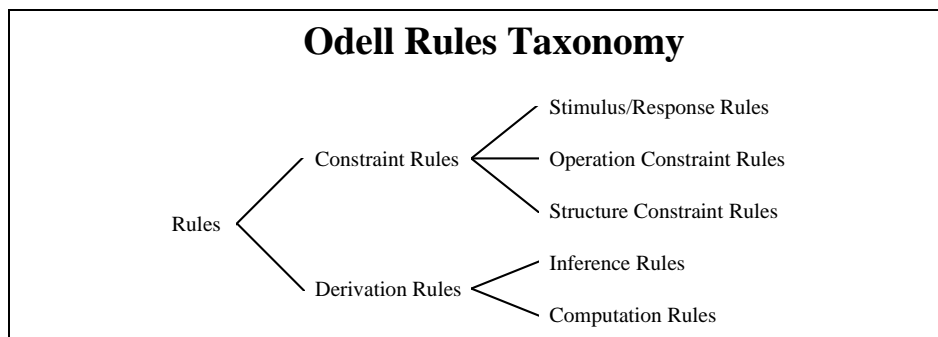 Odell Rules Taxonomy
Stimulus/Response Rules
Constraint Rules
Operation Constraint Rules
Structure Constraint Rules
Rules
Inference Rules
Derivation Rules
Computation Rules